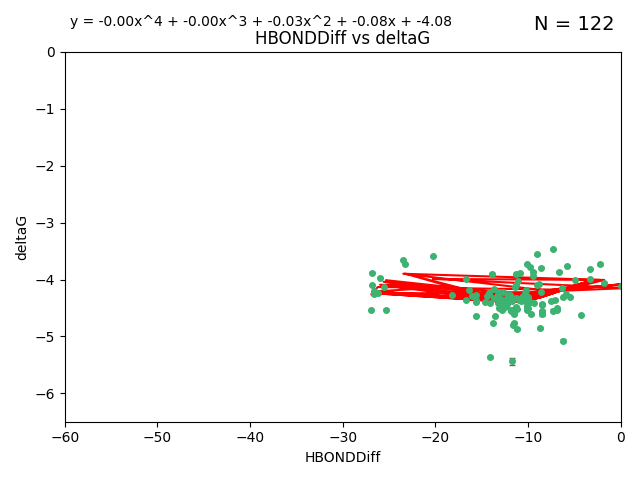 y = -0.00x^4 + -0.00x^3 + -0.03x^2 + -0.08x + -4.08
N = 122
HBONDDiff vs deltaG
0
−1
−2
−3
−4
−5
−6
deltaG
−60 −50 −40 −30 −20 −10 0
HBONDDiff